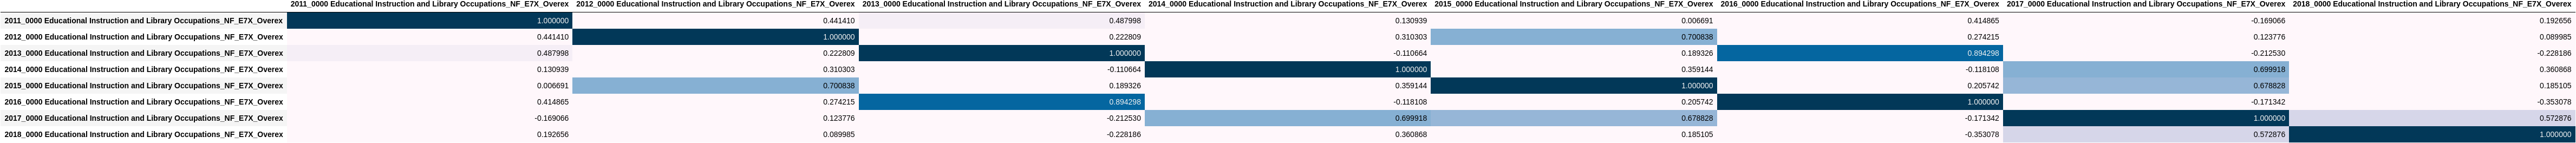 2011_0000 Educational Instruction and Library Occupations_NF_E7X_Overex 2012_0000 Educational Instruction and Library Occupations_NF_E7X_Overex 2013_0000 Educational Instruction and Library Occupations_NF_E7X_Overex 2014_0000 Educational Instruction and Library Occupations_NF_E7X_Overex 2015_0000 Educational Instruction and Library Occupations_NF_E7X_Overex 2016_0000 Educational Instruction and Library Occupations_NF_E7X_Overex 2017_0000 Educational Instruction and Library Occupations_NF_E7X_Overex 2018_0000 Educational Instruction and Library Occupations_NF_E7X_Overex
2011_0000 Educational Instruction and Library Occupations_NF_E7X_Overex 1.000000 0.441410 0.487998 0.130939 0.006691 0.414865 -0.169066 0.192656
2012_0000 Educational Instruction and Library Occupations_NF_E7X_Overex 0.441410 1.000000 0.222809 0.310303 0.700838 0.274215 0.123776 0.089985
2013_0000 Educational Instruction and Library Occupations_NF_E7X_Overex 0.487998 0.222809 1.000000 -0.110664 0.189326 0.894298 -0.212530 -0.228186
2014_0000 Educational Instruction and Library Occupations_NF_E7X_Overex 0.130939 0.310303 -0.110664 1.000000 0.359144 -0.118108 0.699918 0.360868
2015_0000 Educational Instruction and Library Occupations_NF_E7X_Overex 0.006691 0.700838 0.189326 0.359144 1.000000 0.205742 0.678828 0.185105
2016_0000 Educational Instruction and Library Occupations_NF_E7X_Overex 0.414865 0.274215 0.894298 -0.118108 0.205742 1.000000 -0.171342 -0.353078
2017_0000 Educational Instruction and Library Occupations_NF_E7X_Overex -0.169066 0.123776 -0.212530 0.699918 0.678828 -0.171342 1.000000 0.572876
2018_0000 Educational Instruction and Library Occupations_NF_E7X_Overex 0.192656 0.089985 -0.228186 0.360868 0.185105 -0.353078 0.572876 1.000000